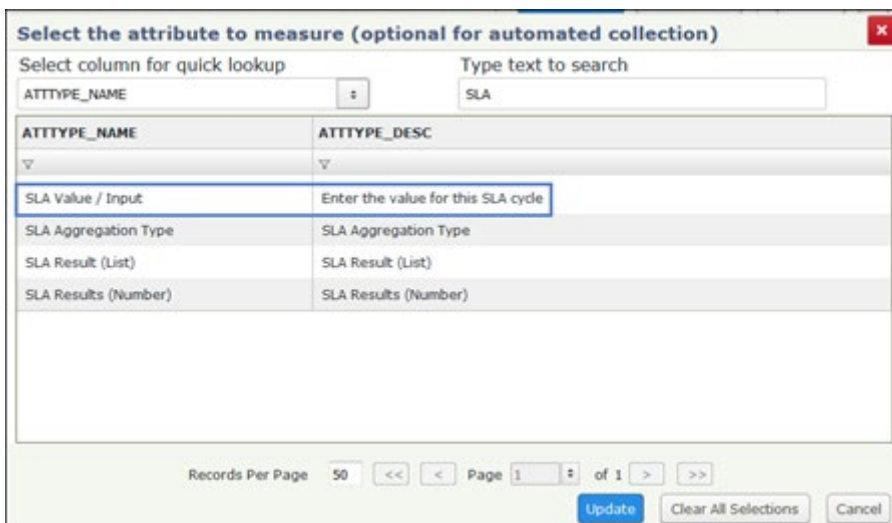 Select the attribute to measure (optional for automated collection)
Select column for quick lookup Type text to search
ATTTYPE_NAME SLA
ATTTYPE_NAME ATTTYPE_DESC
SLA Value / Input Enter the value for this SLA cycle
SLA Aggregation Type SLA Aggregation Type
SLA Result (List) SLA Result (List)
SLA Results (Number) SLA Results (Number)
Records Per Page 50 << < Page 1 of 1 > >>
Update Clear All Selections Cancel